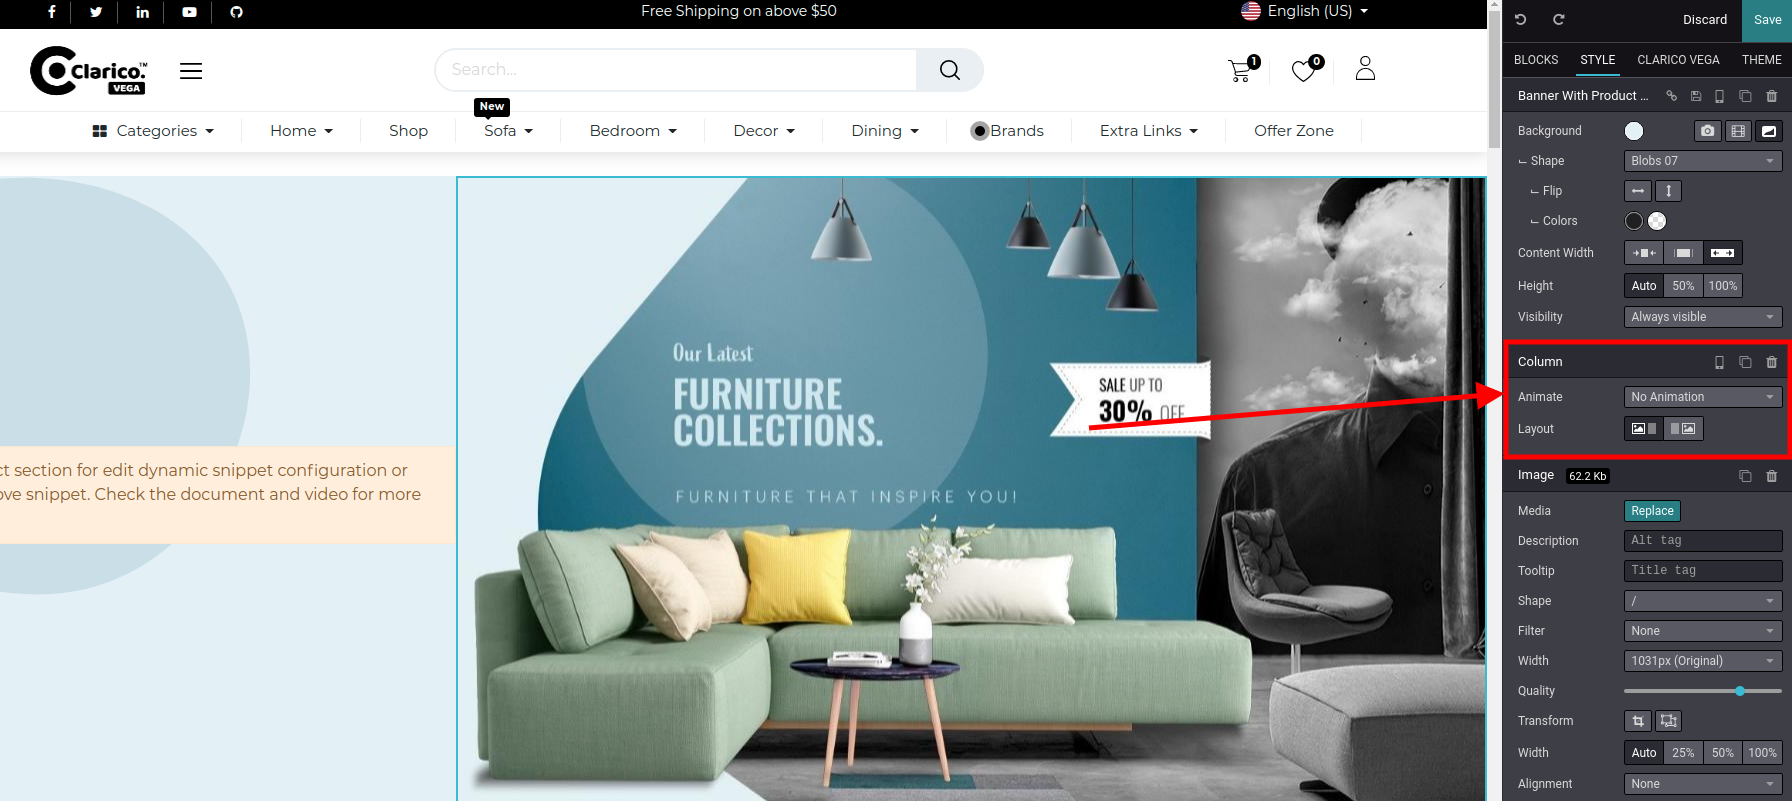 Free Shipping on above $50
English (US)
Discard
Save
Clarico.™
VEGA
Search...
1
0
BLOCKS STYLE CLARICO VEGA THEME
New
Categories Home Shop Sofa Bedroom Decor Dining Brands Extra Links Offer Zone
ct section for edit dynamic snippet configuration or
ove snippet. Check the document and video for more
Our Latest
FURNITURE
COLLECTIONS.
FURNITURE THAT INSPIRE YOU!
SALE UP TO
30% OFF
Banner With Product ...
Background
Shape Blobs 07
Flip
Colors
Content Width
Height Auto 50% 100%
Visibility Always visible
Column
Animate No Animation
Layout
Image 62.2 Kb
Media Replace
Description Alt tag
Tooltip Title tag
Shape /
Filter None
Width 1031px (Original)
Quality
Transform
Width Auto 25% 50% 100%
Alignment None